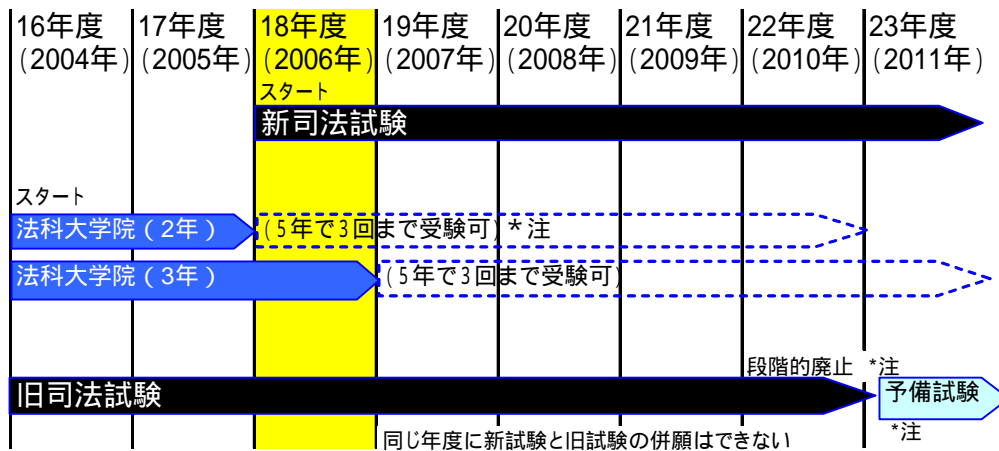 16年度 17年度 18年度 19年度 20年度 21年度 22年度 23年度
(2004年) (2005年) (2006年) (2007年) (2008年) (2009年) (2010年) (2011年)
スタート
新司法試験
スタート
法科大学院（2年） (5年で3回まで受験可)＊注
法科大学院（3年） (5年で3回まで受験可)
段階的廃止 *注
旧司法試験 予備試験
*注
同じ年度に新試験と旧試験の併願はできない